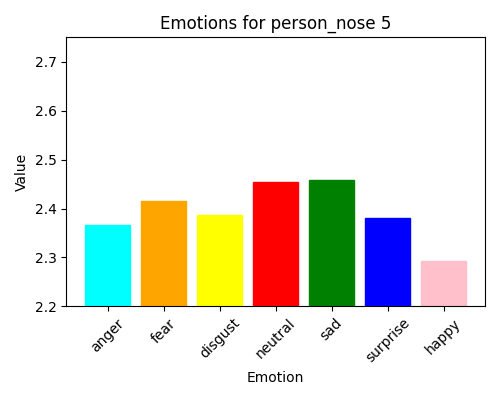 Emotions for person_nose 5
Value
2.7
2.6
2.5
2.4
2.3
2.2
anger
fear
disgust
neutral
sad
surprise
happy
Emotion